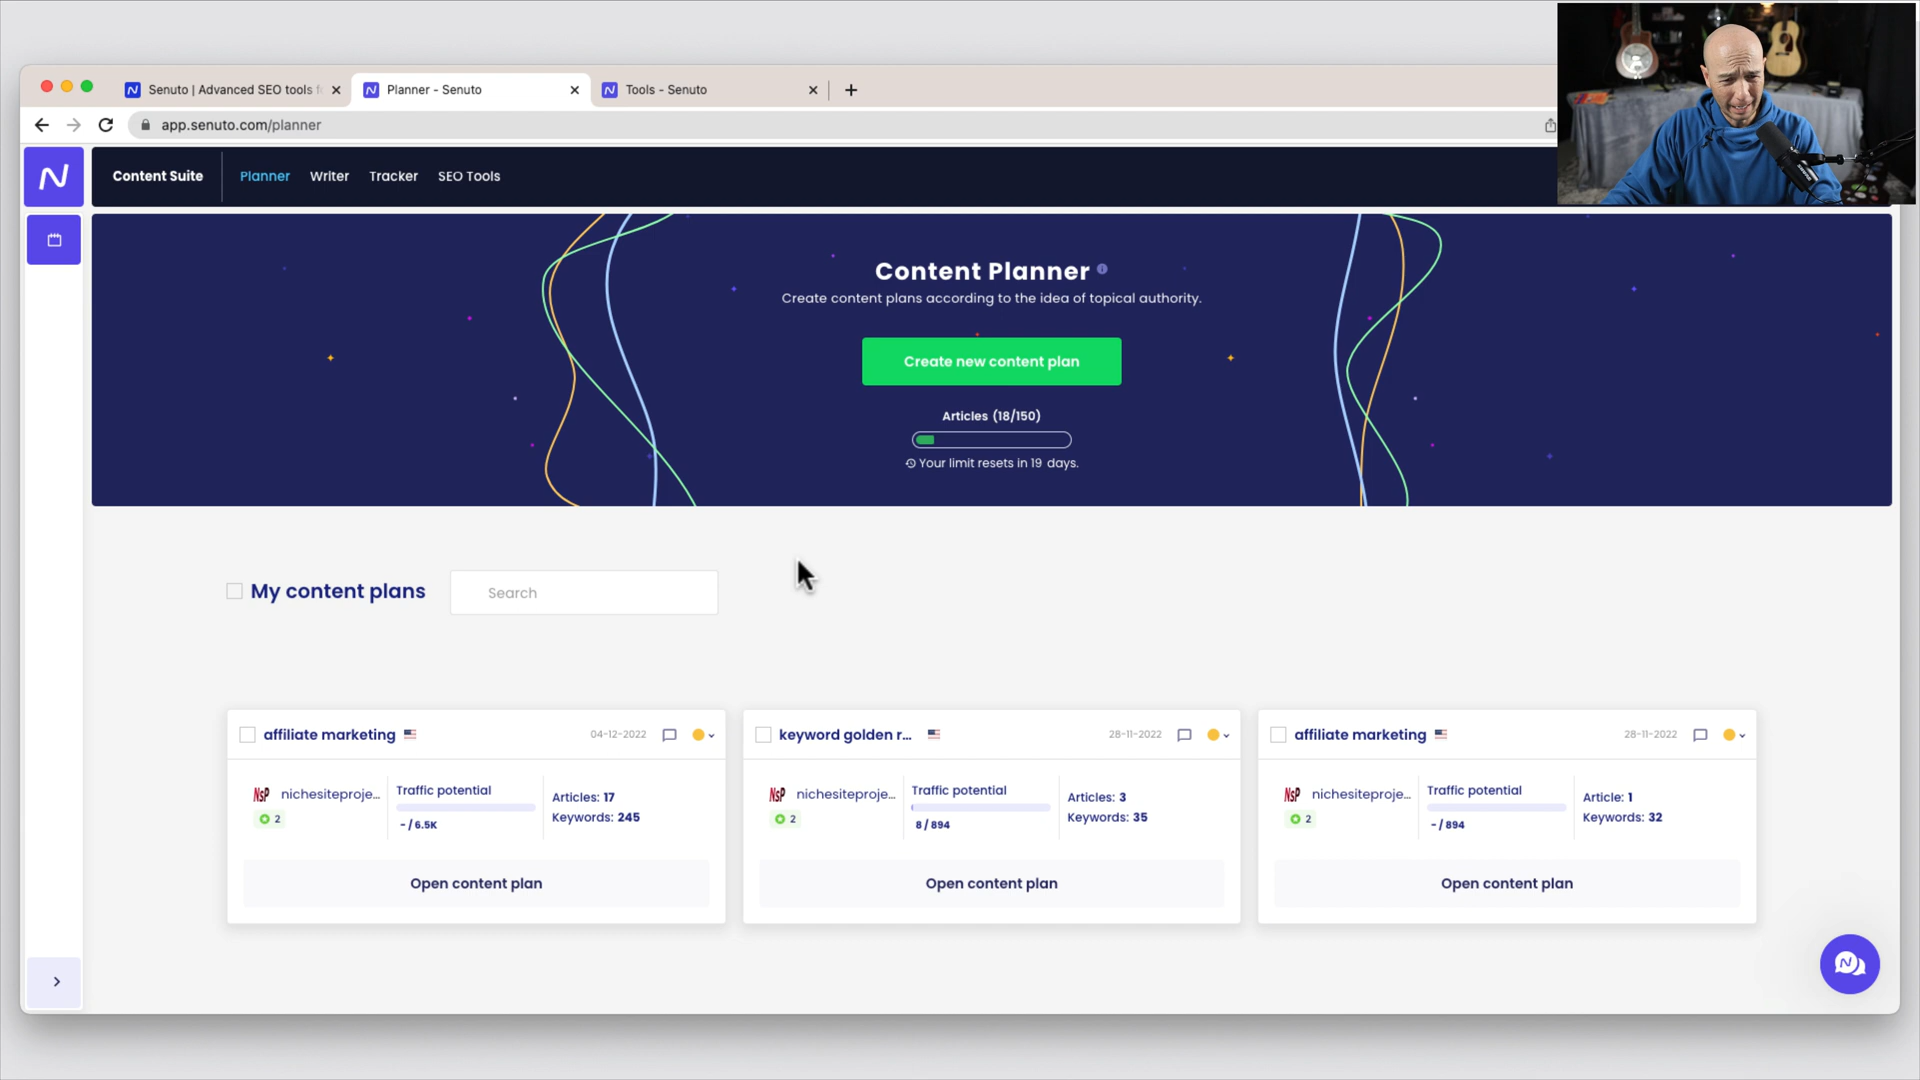 Senuto | Advanced SEO tools f
Planner - Senuto
Tools - Senuto
app.senuto.com/planner
Content Suite
Planner
Writer
Tracker
SEO Tools
Content Planner
Create content plans according to the idea of topical authority.
Create new content plan
Articles (18/150)
Your limit resets in 19 days.
My content plans
Search
affiliate marketing
04-12-2022
NSP
nichesiteproje...
2
Traffic potential
- / 6.5K
Articles: 17
Keywords: 245
Open content plan
keyword golden r...
28-11-2022
NSP
nichesiteproje...
2
Traffic potential
8 / 894
Articles: 3
Keywords: 35
Open content plan
affiliate marketing
28-11-2022
NSP
nichesiteproje...
2
Traffic potential
- / 894
Article: 1
Keywords: 32
Open content plan